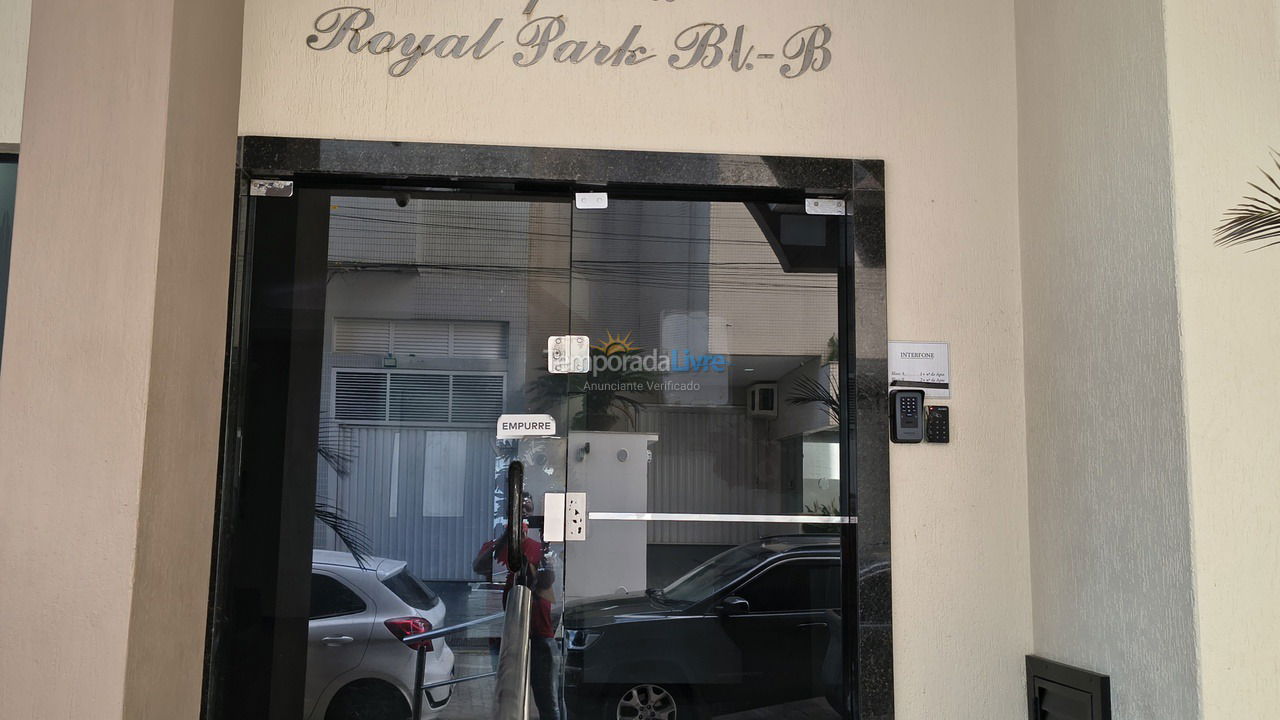 Royal Park Bl.-B
TemporadaLivre
Anunciante Verificado
INTERFONE
EMPURRE